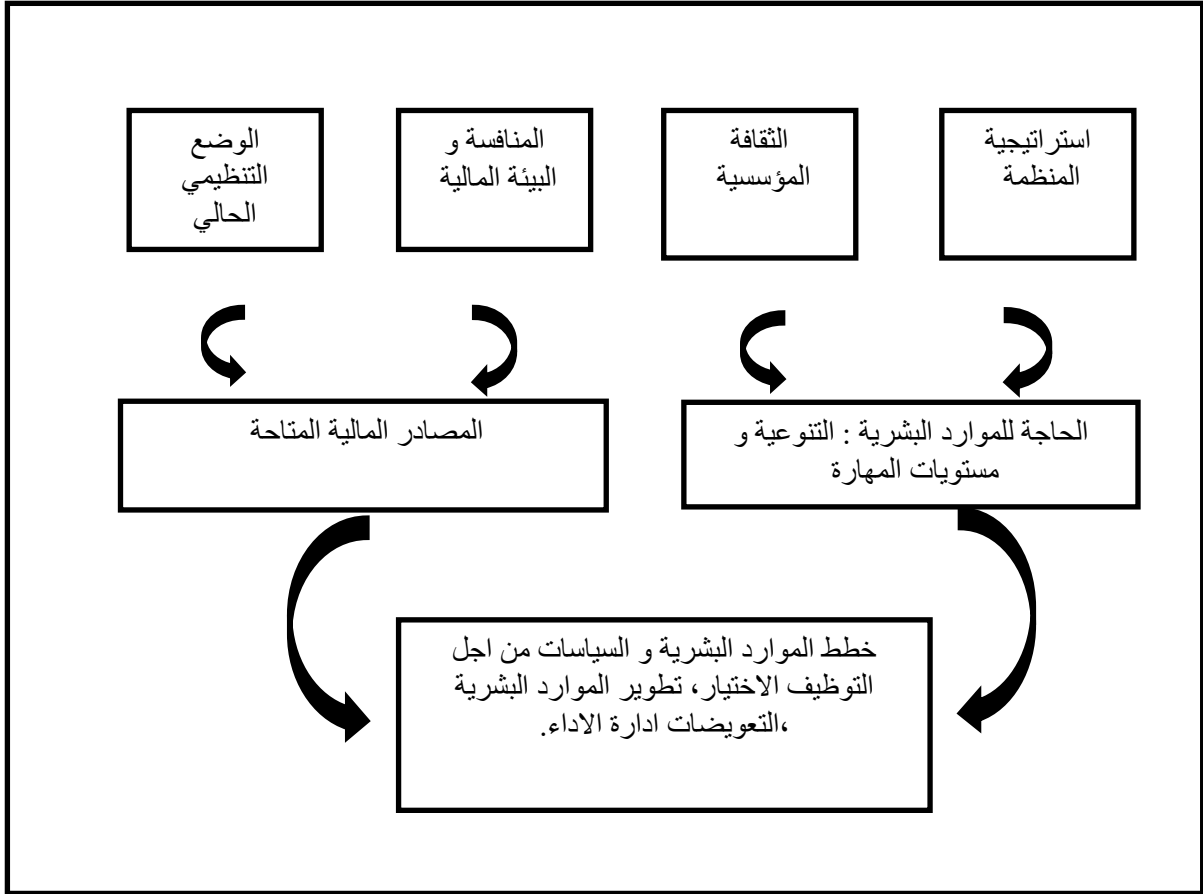 استراتيجية
المنظمة
الثقافة
المؤسسية
المنافسة و
البيئة المالية
الوضع
التنظيمي
الحالي
الحاجة للموارد البشرية : التنوعية و
مستويات المهارة
المصادر المالية المتاحة
خطط الموارد البشرية و السياسات من اجل
التوظيف الاختيار، تطوير الموارد البشرية
،التعويضات ادارة الاداء.